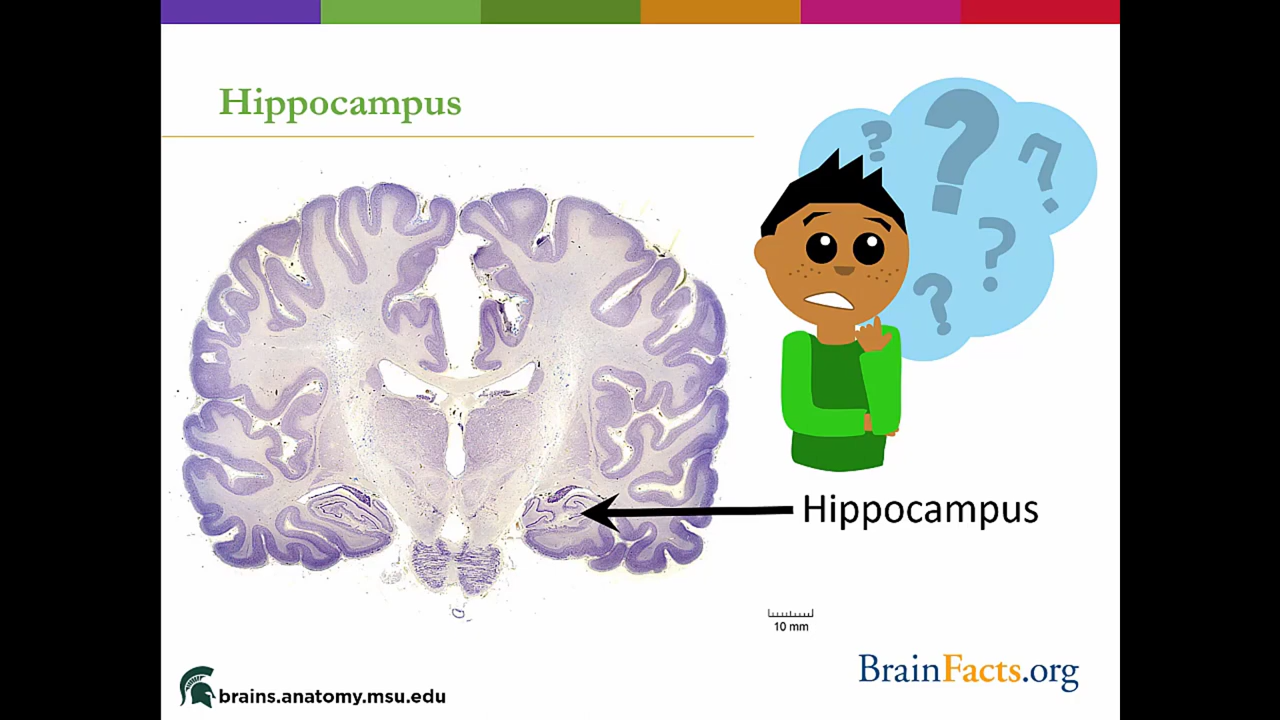 Hippocampus
? ? ? ? ?
Hippocampus
10 mm
BrainFacts.org
brains.anatomy.msu.edu